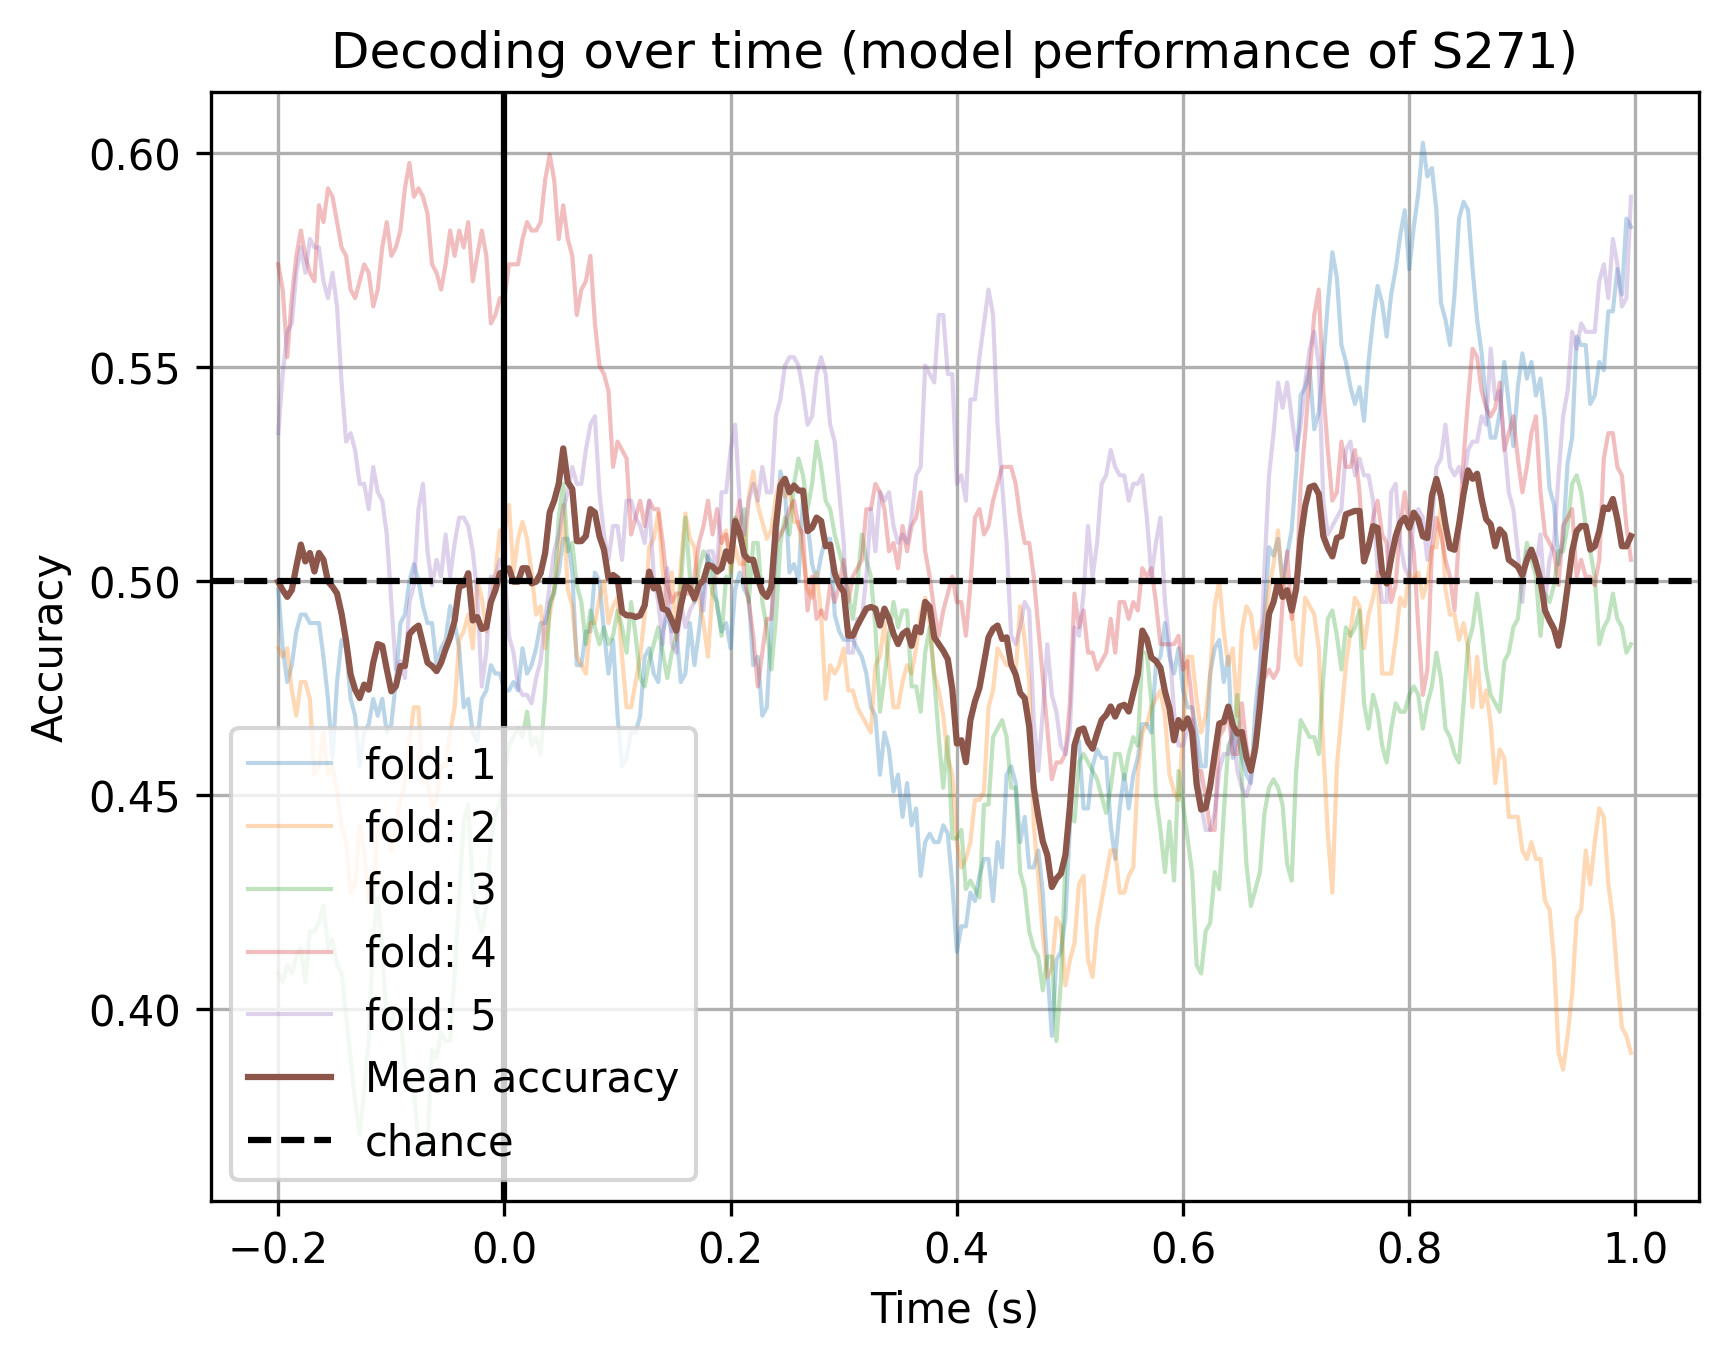 Decoding over time (model performance of S271)
Accuracy
0.60
0.55
0.50
0.45
0.40
fold: 1
fold: 2
fold: 3
fold: 4
fold: 5
Mean accuracy
chance
−0.2 0.0 0.2 0.4 0.6 0.8 1.0
Time (s)